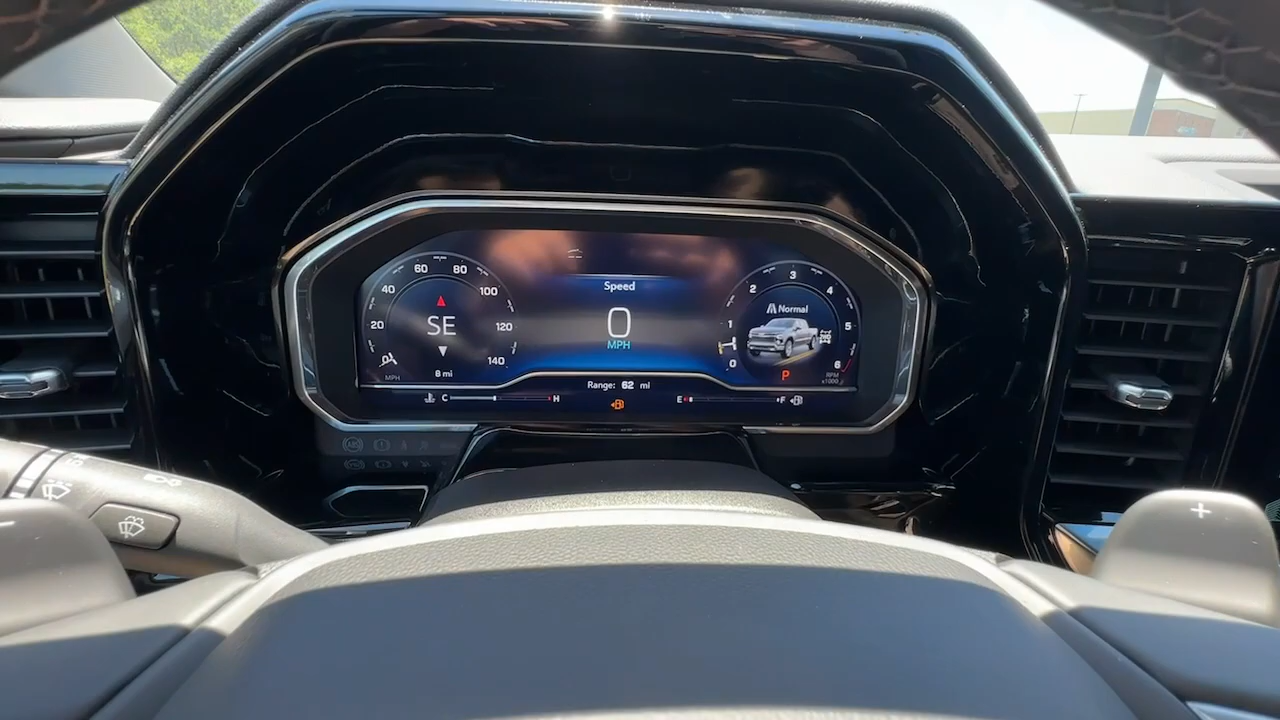 60 80
40 100
20 120
0 140
MPH
SE
8 mi
Speed
0
MPH
3
2 4
1 5
0 6
Normal
P
RPM
x1000
Range: 62 mi
C H
E F
+